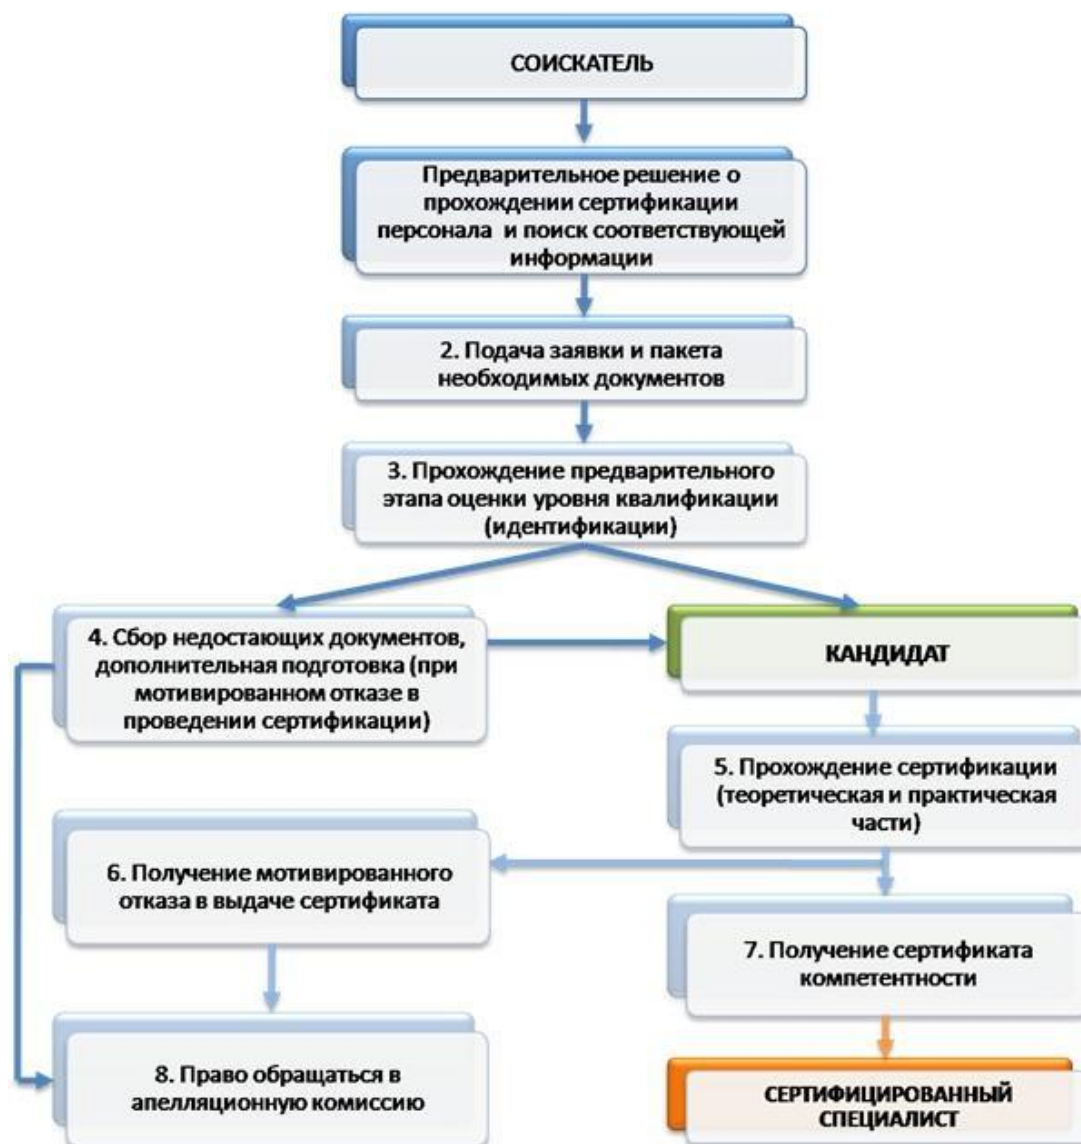 СОИСКАТЕЛЬ
Предварительное решение о
прохождении сертификации
персонала и поиск соответствующей
информации
2. Подача заявки и пакета
необходимых документов
3. Прохождение предварительного
этапа оценки уровня квалификации
(идентификации)
4. Сбор недостающих документов,
дополнительная подготовка (при
мотивированном отказе в
проведении сертификации)
КАНДИДАТ
5. Прохождение сертификации
(теоретическая и практическая
части)
6. Получение мотивированного
отказа в выдаче сертификата
7. Получение сертификата
компетентности
8. Право обращаться в
апелляционную комиссию
СЕРТИФИЦИРОВАННЫЙ
СПЕЦИАЛИСТ